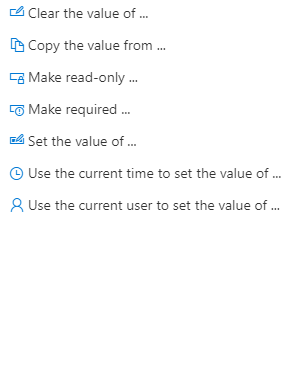 Clear the value of ...
Copy the value from ...
Make read-only ...
Make required ...
Set the value of ...
Use the current time to set the value of ...
Use the current user to set the value of ...